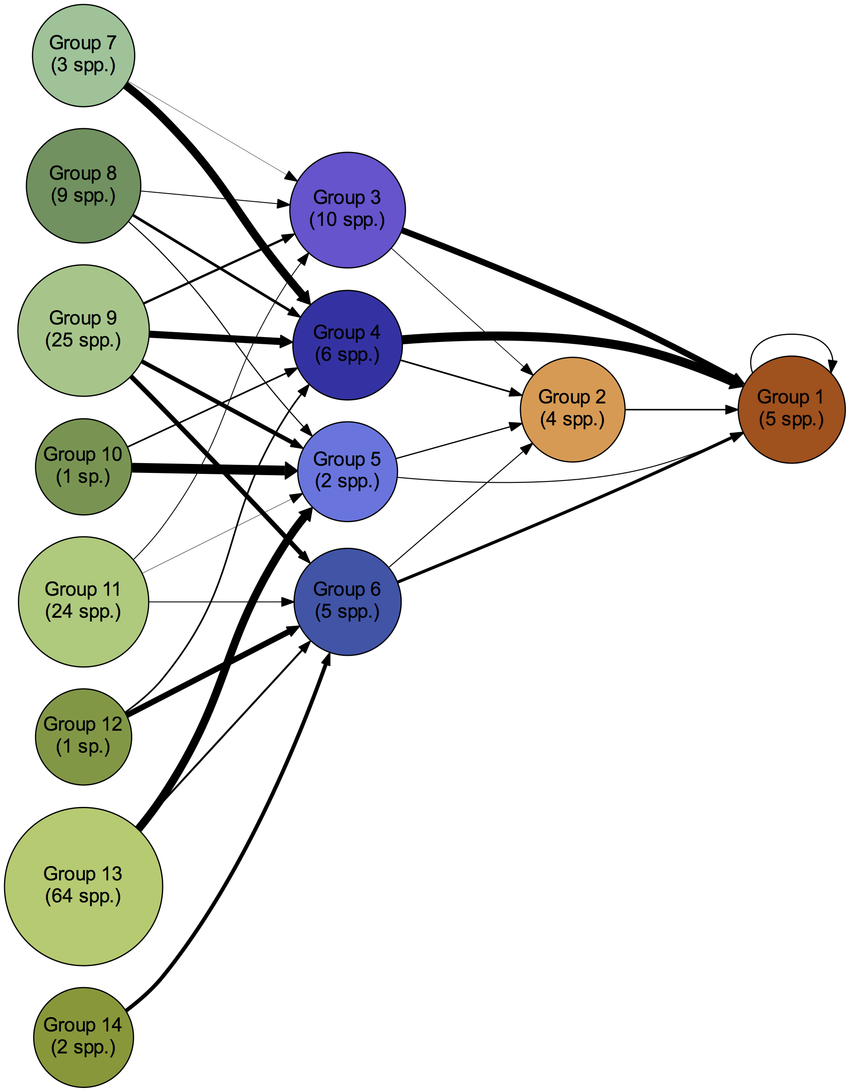 Group 7
(3 spp.)
Group 8
(9 spp.)
Group 9
(25 spp.)
Group 10
(1 sp.)
Group 11
(24 spp.)
Group 12
(1 sp.)
Group 13
(64 spp.)
Group 14
(2 spp.)
Group 3
(10 spp.)
Group 4
(6 spp.)
Group 5
(2 spp.)
Group 6
(5 spp.)
Group 2
(4 spp.)
Group 1
(5 spp.)